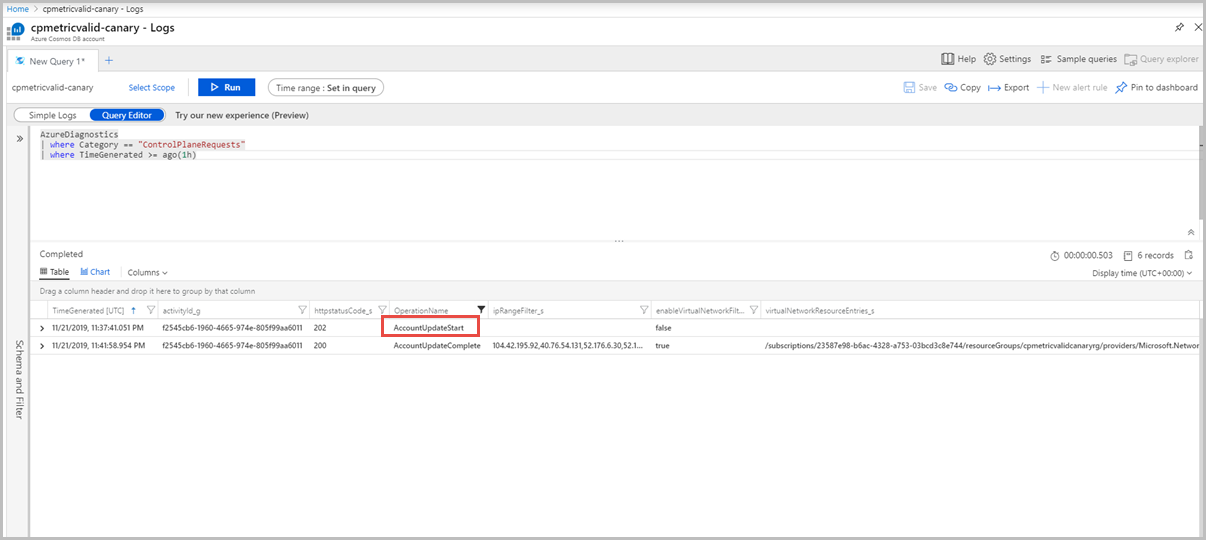 Home > cpmetricvalid-canary - Logs
cpmetricvalid-canary - Logs
Azure Cosmos DB account
New Query 1* +
Help Settings Sample queries Query explorer
cpmetricvalid-canary Select Scope Run Time range : Set in query
Save Copy Export New alert rule Pin to dashboard
Simple Logs Query Editor Try our new experience (Preview)
AzureDiagnostics
| where Category == "ControlPlaneRequests"
| where TimeGenerated >= ago(1h)
Completed
00:00:00.503 6 records
Table Chart Columns
Display time (UTC+00:00)
Drag a column header and drop it here to group by that column
TimeGenerated [UTC] activityId_g httpstatusCode_s OperationName ipRangeFilter_s enableVirtualNetworkFilt... virtualNetworkResourceEntries_s
11/21/2019, 11:37:41.051 PM f2545cb6-1960-4665-974e-805f99aa6011 202 AccountUpdateStart false
11/21/2019, 11:41:58.954 PM f2545cb6-1960-4665-974e-805f99aa6011 200 AccountUpdateComplete 104.42.195.92,40.76.54.131,52.176.6.30,52.1... true /subscriptions/23587e98-b6ac-4328-a753-03bcd3c8e744/resourceGroups/cpmetricvalidcanaryrg/providers/Microsoft.Netwo
Schema and Filter